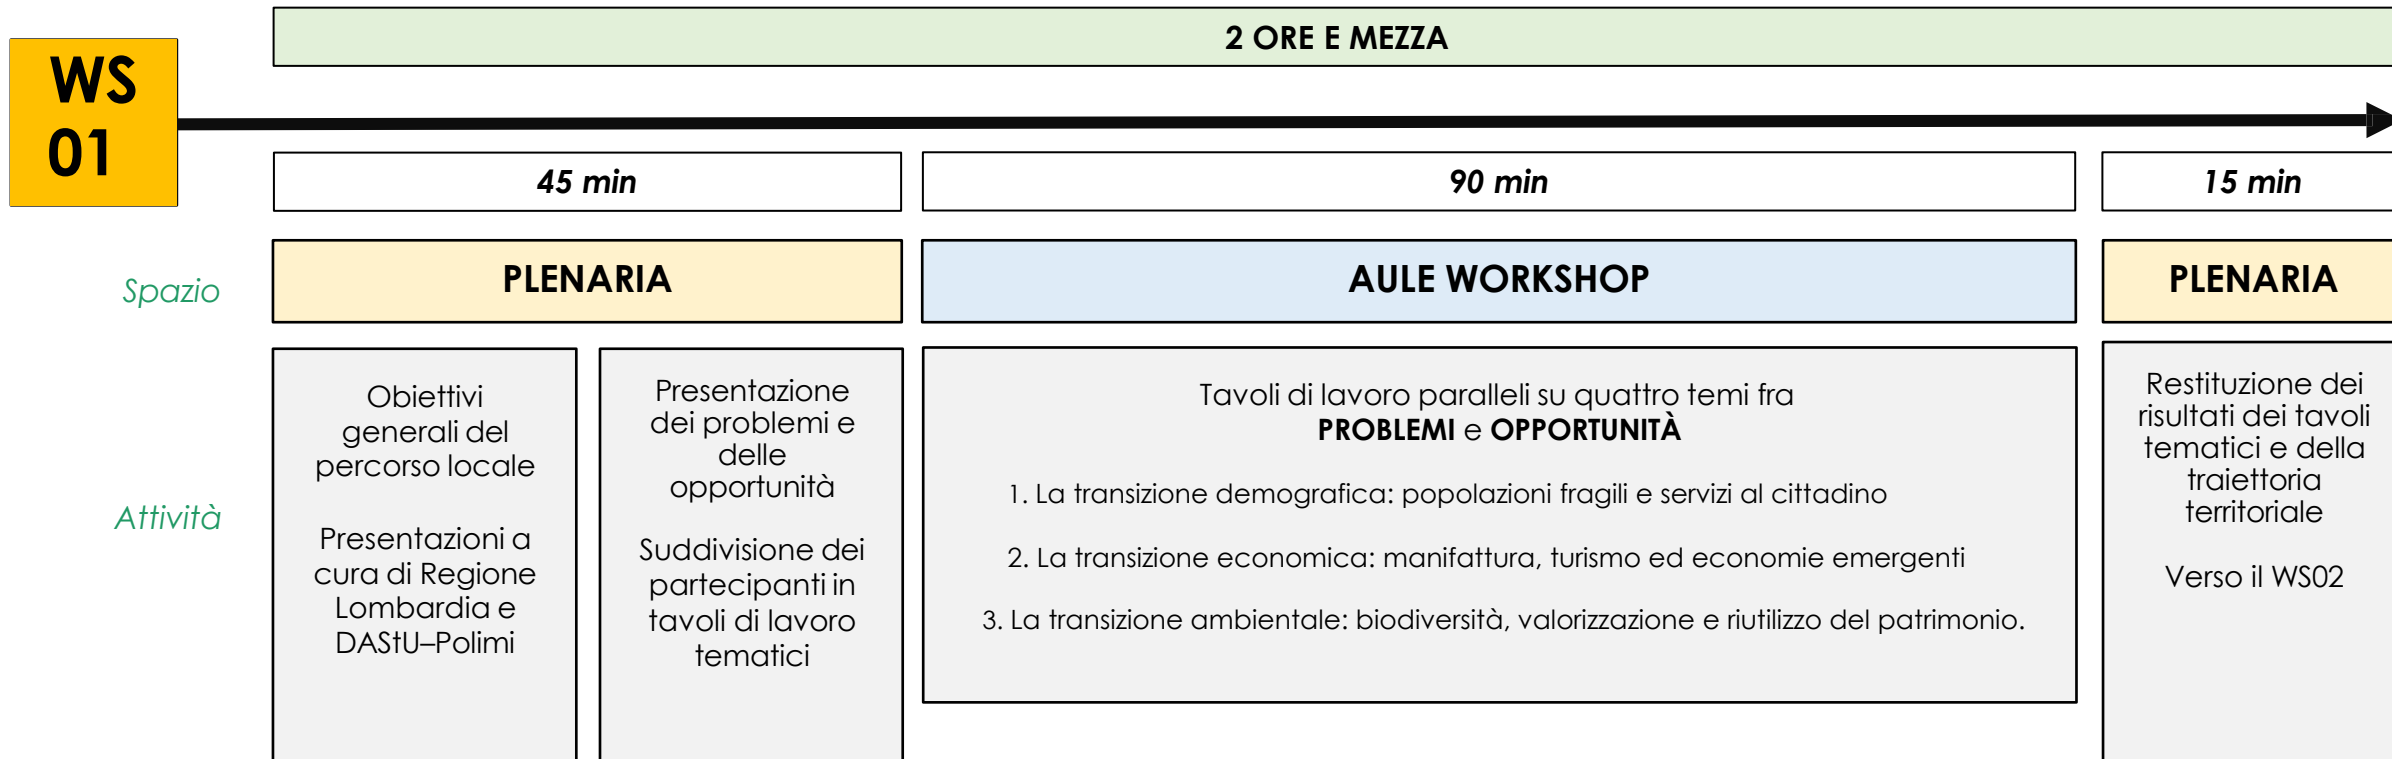 2 ORE E MEZZA
WS
01
45 min
90 min
15 min
Spazio
PLENARIA
AULE WORKSHOP
PLENARIA
Attività
Obiettivi
generali del
percorso locale
Presentazioni a
cura di Regione
Lombardia e
DAStU–Polimi
Presentazione
dei problemi e
delle
opportunità
Suddivisione dei
partecipanti in
tavoli di lavoro
tematici
Tavoli di lavoro paralleli su quattro temi fra
PROBLEMI e OPPORTUNITÀ
1. La transizione demografica: popolazioni fragili e servizi al cittadino
2. La transizione economica: manifattura, turismo ed economie emergenti
3. La transizione ambientale: biodiversità, valorizzazione e riutilizzo del patrimonio.
Restituzione dei
risultati dei tavoli
tematici e della
traiettoria
territoriale
Verso il WS02